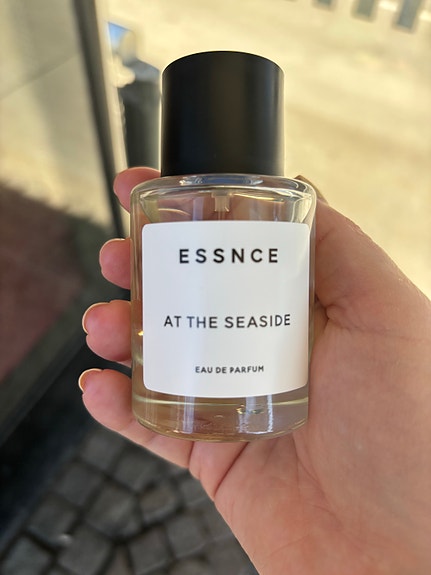 ESSNCE
AT THE SEASIDE
EAU DE PARFUM